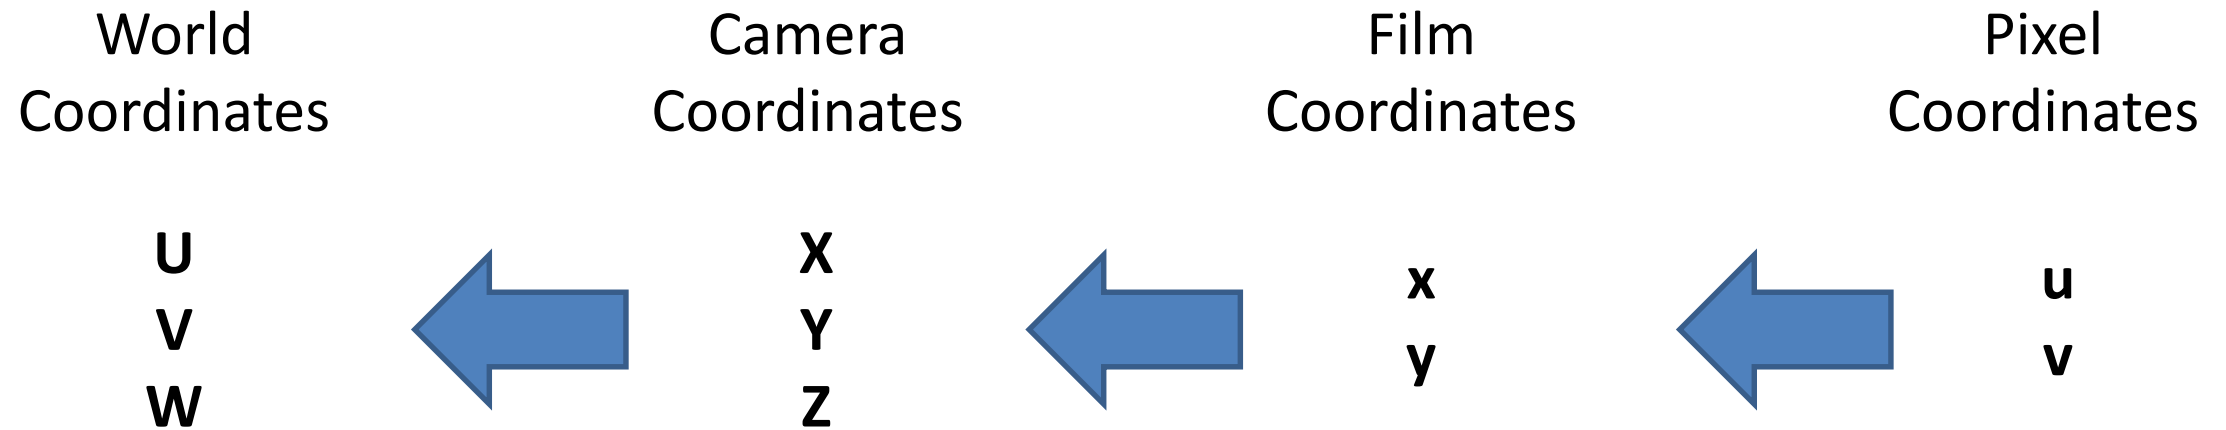 World
Coordinates
Camera
Coordinates
Film
Coordinates
Pixel
Coordinates
U
V
W
X
Y
Z
x
y
u
v